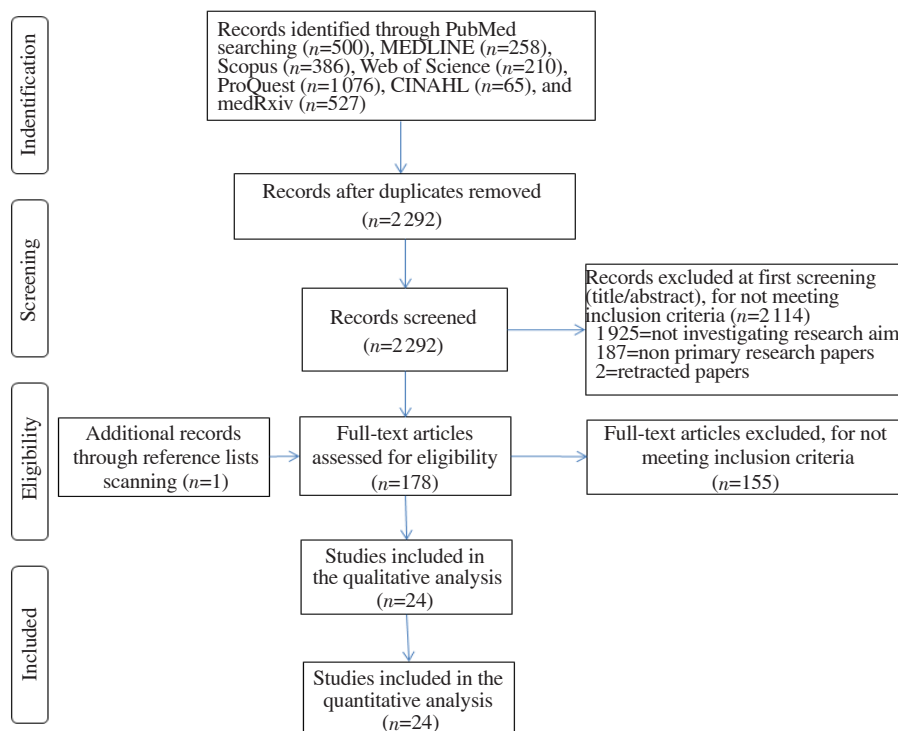 Indentification
Records identified through PubMed
searching (n=500), MEDLINE (n=258),
Scopus (n=386), Web of Science (n=210),
ProQuest (n=1 076), CINAHL (n=65), and
medRxiv (n=527)
Records after duplicates removed
(n=2 292)
Screening
Records screened
(n=2 292)
Records excluded at first screening
(title/abstract), for not meeting
inclusion criteria (n=2 114)
1 925=not investigating research aim
187=non primary research papers
2=retracted papers
Eligibility
Additional records
through reference lists
scanning (n=1)
Full-text articles
assessed for eligibility
(n=178)
Full-text articles excluded, for not
meeting inclusion criteria
(n=155)
Included
Studies included in
the qualitative analysis
(n=24)
Studies included in the
quantitative analysis
(n=24)